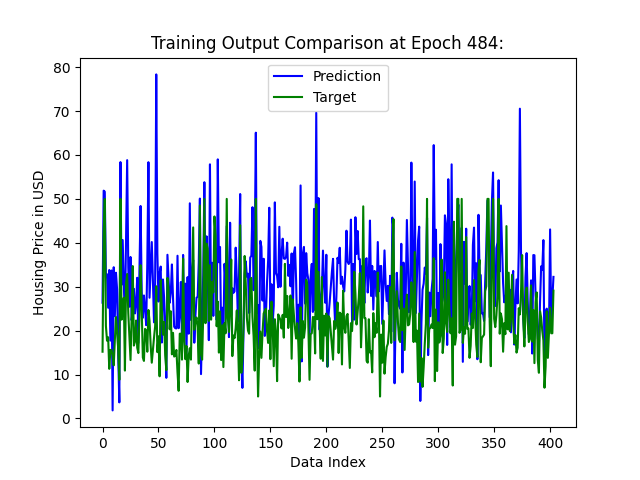 Training Output Comparison at Epoch 484:
Prediction
Target
Housing Price in USD
80
70
60
50
40
30
20
10
0
0 50 100 150 200 250 300 350 400
Data Index